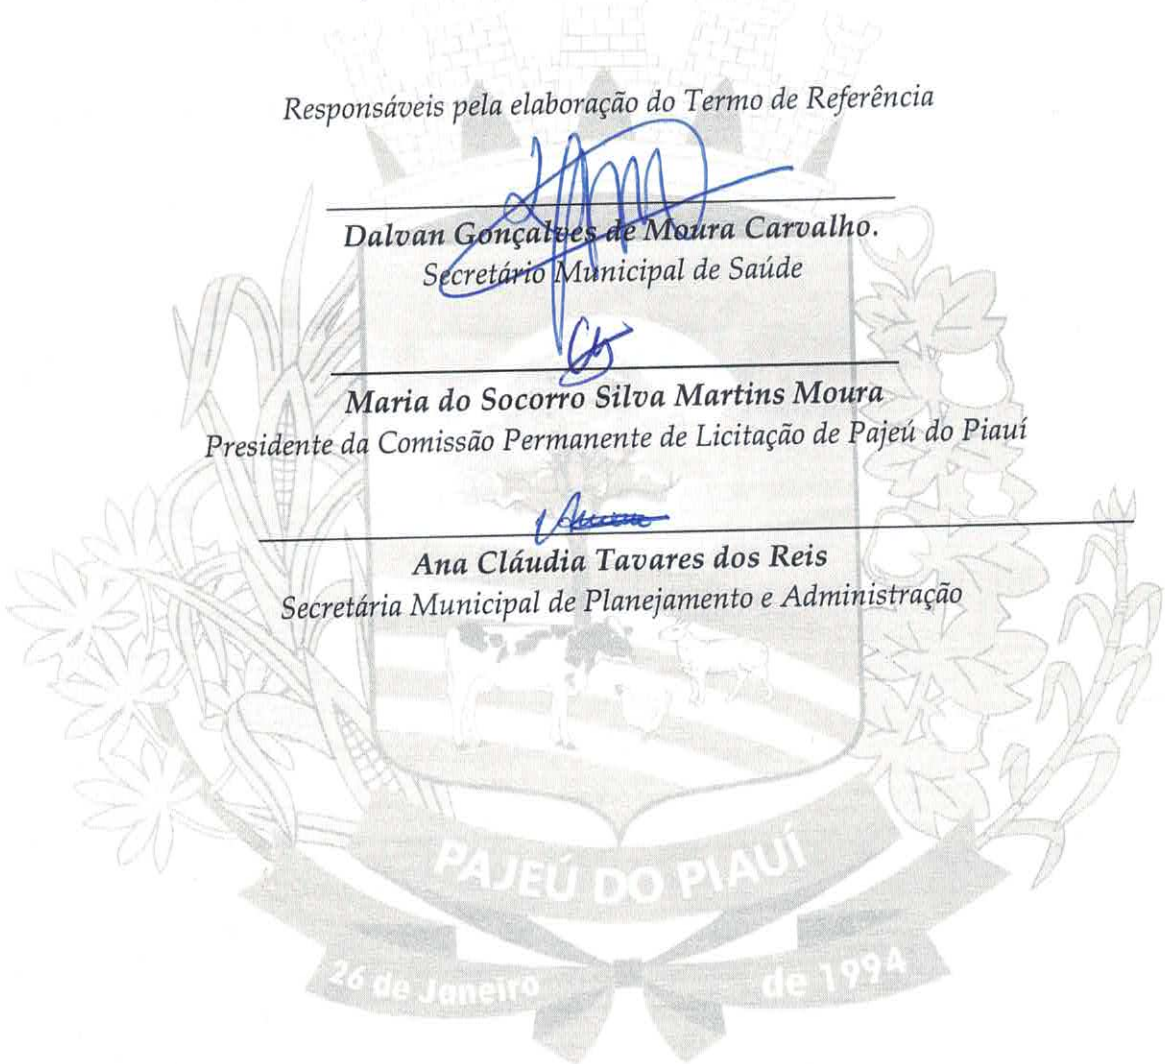 Responsáveis pela elaboração do Termo de Referência
Dalvan Gonçalves de Moura Carvalho.
Secretário Municipal de Saúde
Maria do Socorro Silva Martins Moura
Presidente da Comissão Permanente de Licitação de Pajeú do Piauí
Ana Cláudia Tavares dos Reis
Secretária Municipal de Planejamento e Administração
PAJEÚ DO PIAUÍ
26 de Janeiro de 1994